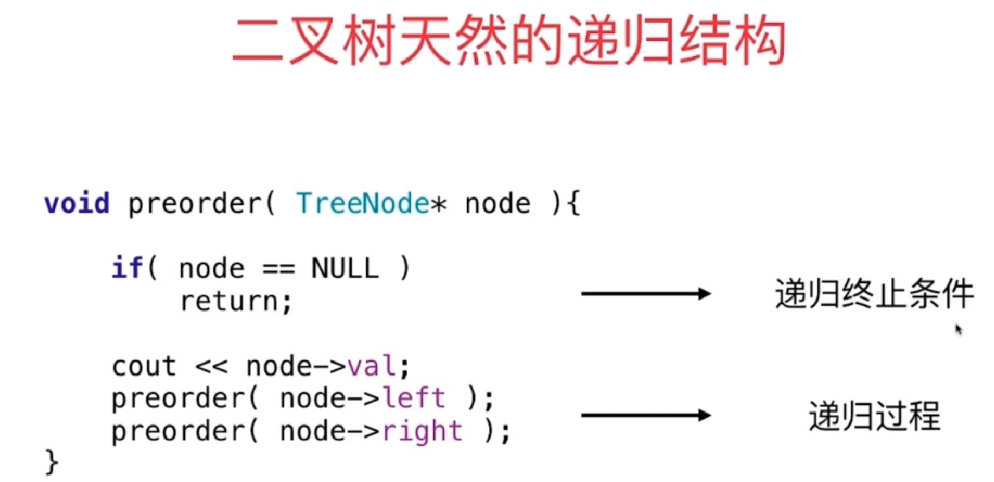 二叉树天然的递归结构
void preorder( TreeNode* node ){
if( node == NULL )
return;
递归终止条件
cout << node->val;
preorder( node->left );
preorder( node->right );
递归过程
}